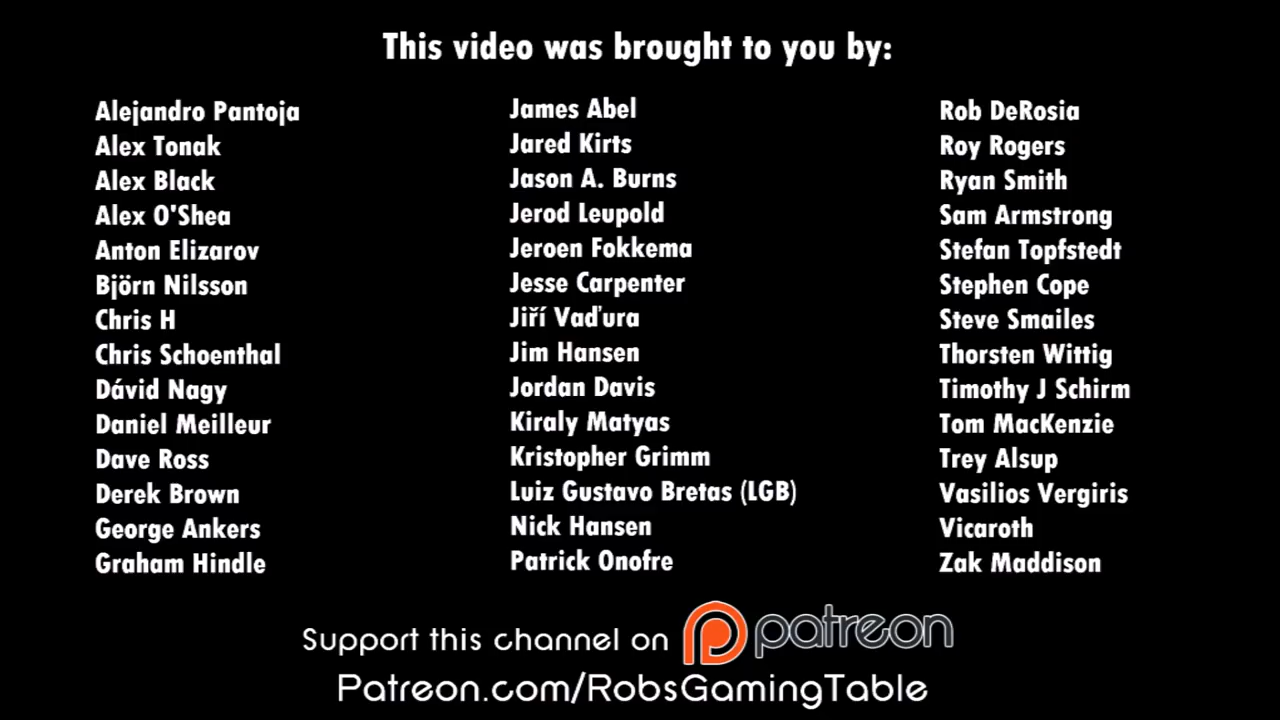 This video was brought to you by:
Alejandro Pantoja
Alex Tonak
Alex Black
Alex O'Shea
Anton Elizarov
Björn Nilsson
Chris H
Chris Schoenthal
Dávid Nagy
Daniel Meilleur
Dave Ross
Derek Brown
George Ankers
Graham Hindle
James Abel
Jared Kirts
Jason A. Burns
Jerod Leupold
Jeroen Fokkema
Jesse Carpenter
Jiří Vaďura
Jim Hansen
Jordan Davis
Kiraly Matyas
Kristopher Grimm
Luiz Gustavo Bretas (LGB)
Nick Hansen
Patrick Onofre
Rob DeRosia
Roy Rogers
Ryan Smith
Sam Armstrong
Stefan Topfstedt
Stephen Cope
Steve Smailes
Thorsten Wittig
Timothy J Schirm
Tom MacKenzie
Trey Alsup
Vasilios Vergiris
Vicaroth
Zak Maddison
Support this channel on patreon
Patreon.com/RobsGamingTable